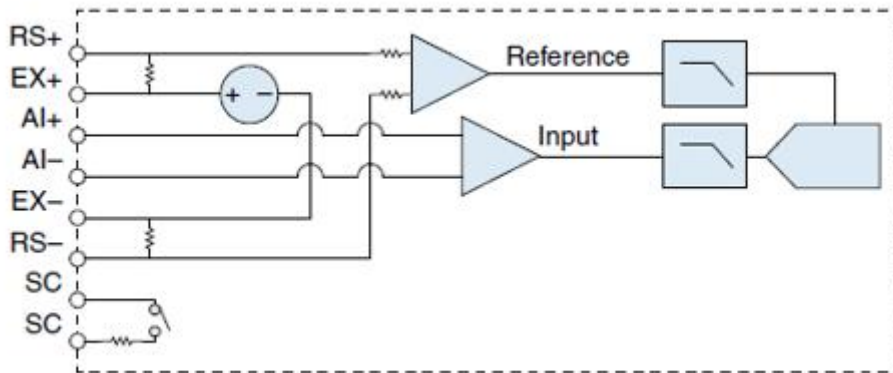 RS+
EX+
AI+
AI–
EX–
RS–
SC
SC
Reference
Input
+ –